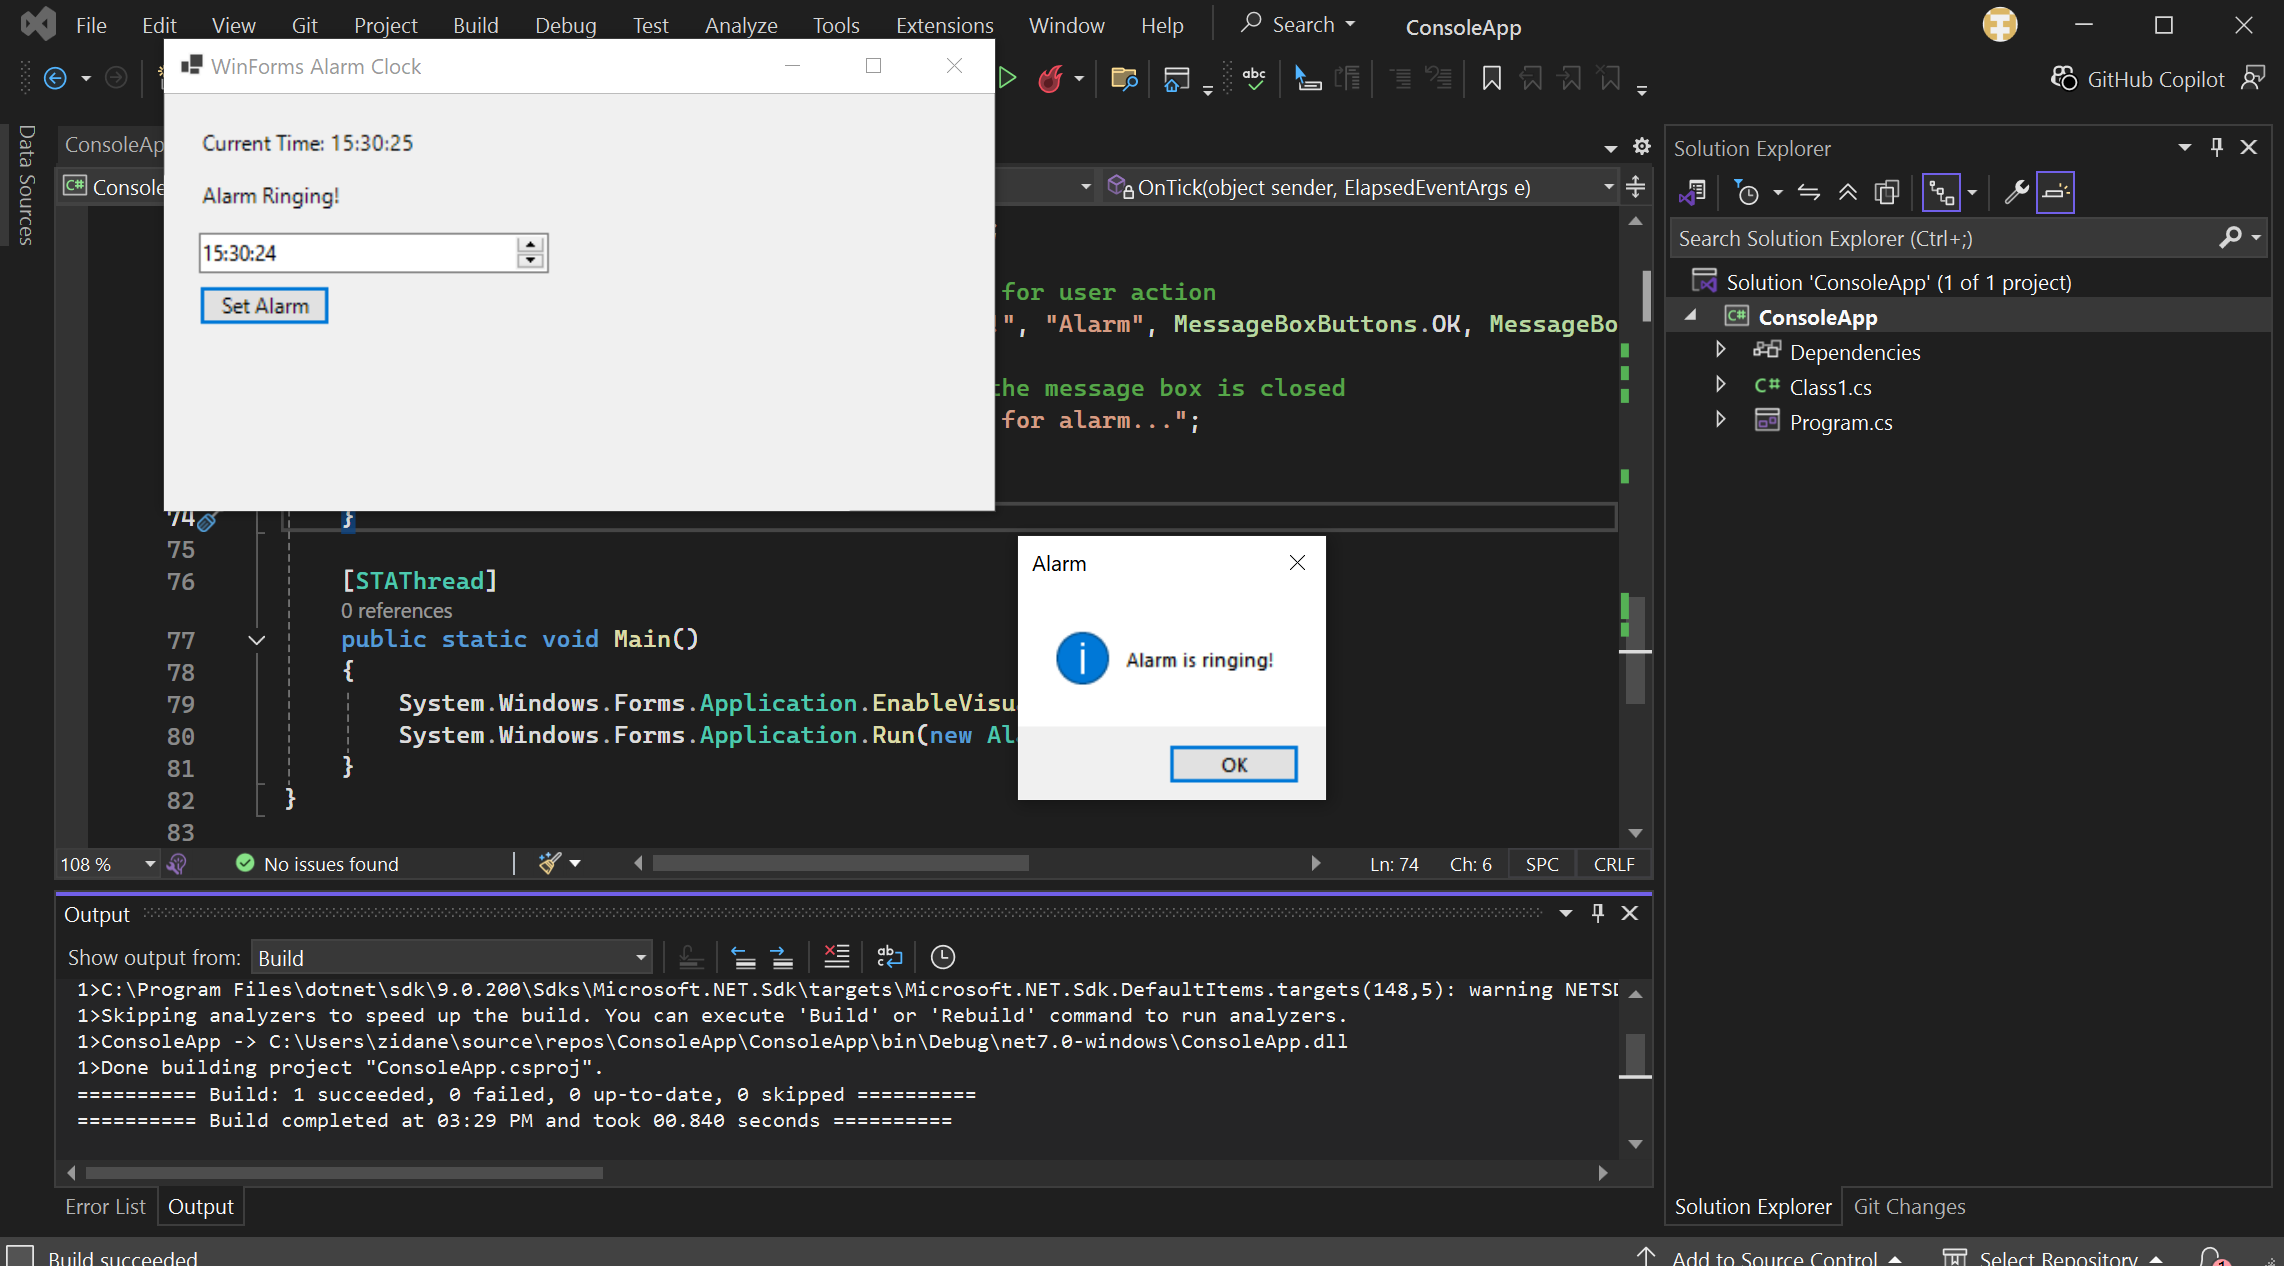 File Edit View Git Project Build Debug Test Analyze Tools Extensions Window Help Search ConsoleApp
WinForms Alarm Clock
GitHub Copilot
Data Sources
Current Time: 15:30:25
Alarm Ringing!
15:30:24
Set Alarm
ConsoleAp
C# Console
OnTick(object sender, ElapsedEventArgs e)
for user action
", "Alarm", MessageBoxButtons.OK, MessageBo
the message box is closed
for alarm...";
74 }
75
76 [STAThread]
0 references
77 public static void Main()
78 {
79 System.Windows.Forms.Application.EnableVisu
80 System.Windows.Forms.Application.Run(new Al
81 }
82 }
83
Alarm
Alarm is ringing!
OK
108 % No issues found Ln: 74 Ch: 6 SPC CRLF
Output
Show output from: Build
1>C:\Program Files\dotnet\sdk\9.0.200\Sdks\Microsoft.NET.Sdk\targets\Microsoft.NET.Sdk.DefaultItems.targets(148,5): warning NETSD
1>Skipping analyzers to speed up the build. You can execute 'Build' or 'Rebuild' command to run analyzers.
1>ConsoleApp -> C:\Users\zidane\source\repos\ConsoleApp\ConsoleApp\bin\Debug\net7.0-windows\ConsoleApp.dll
1>Done building project "ConsoleApp.csproj".
========== Build: 1 succeeded, 0 failed, 0 up-to-date, 0 skipped ==========
========== Build completed at 03:29 PM and took 00.840 seconds ==========
Error List Output
Solution Explorer
Search Solution Explorer (Ctrl+;)
Solution 'ConsoleApp' (1 of 1 project)
C# ConsoleApp
Dependencies
C# Class1.cs
Program.cs
Solution Explorer Git Changes
Build succeeded
Add to Source Control Select Repository